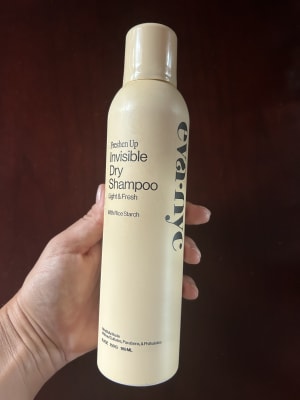 Freshen Up
Invisible
Dry
Shampoo
Light & Fresh
With Rice Starch
eva·nyc